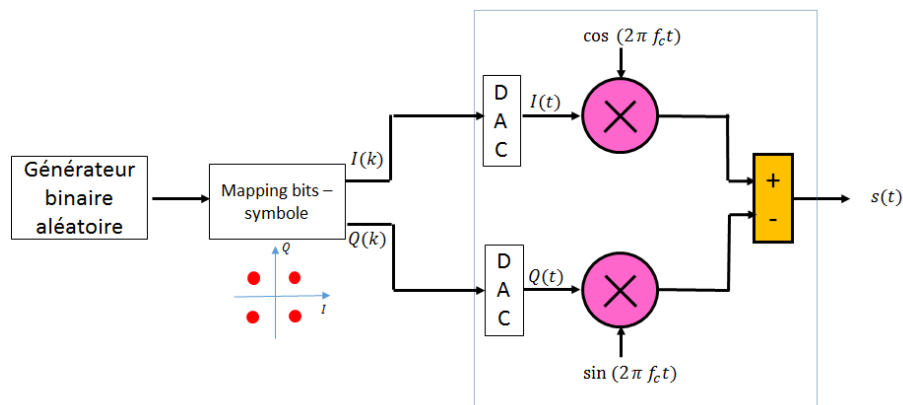 cos (2π f_c t)
D
A
C
I(t)
I(k)
Générateur
binaire
aléatoire
Mapping bits –
symbole
+
-
s(t)
Q(k)
Q
I
D
A
C
Q(t)
sin (2π f_c t)